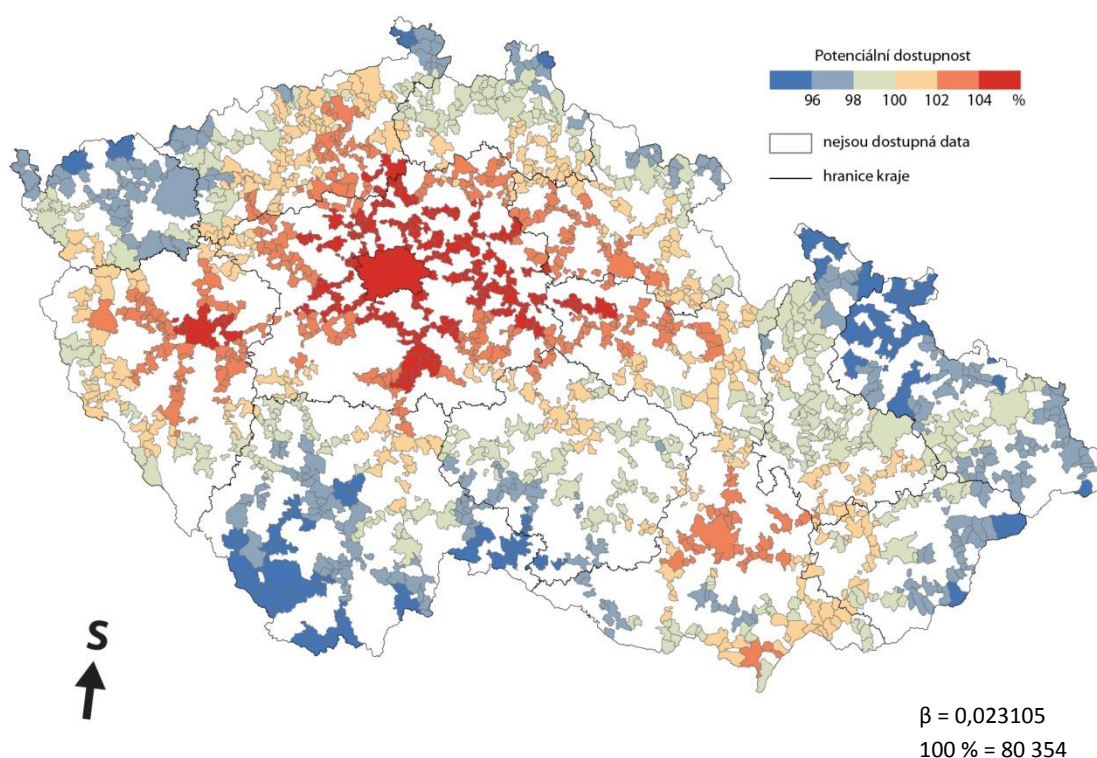 Potenciální dostupnost
96 98 100 102 104 %
nejsou dostupná data
hranice kraje
S
β = 0,023105
100 % = 80 354